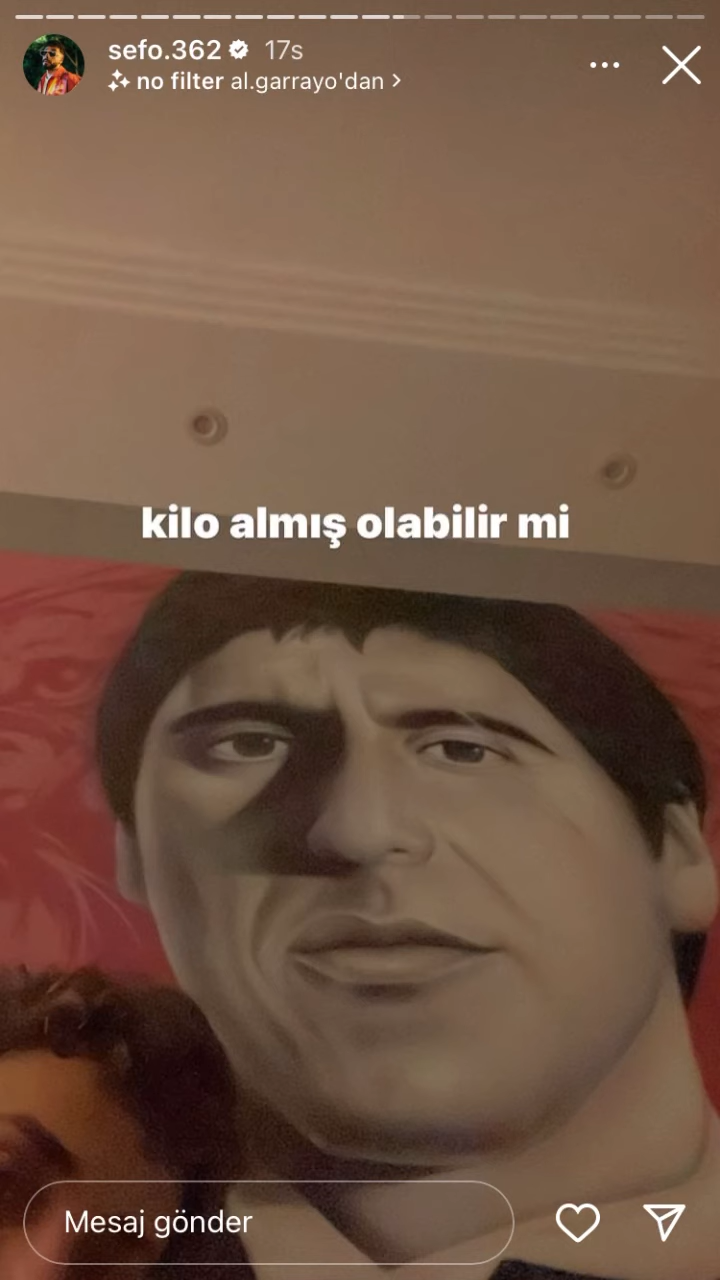 sefo.362 17s
no filter al.garrayo'dan >
kilo almış olabilir mi
Mesaj gönder